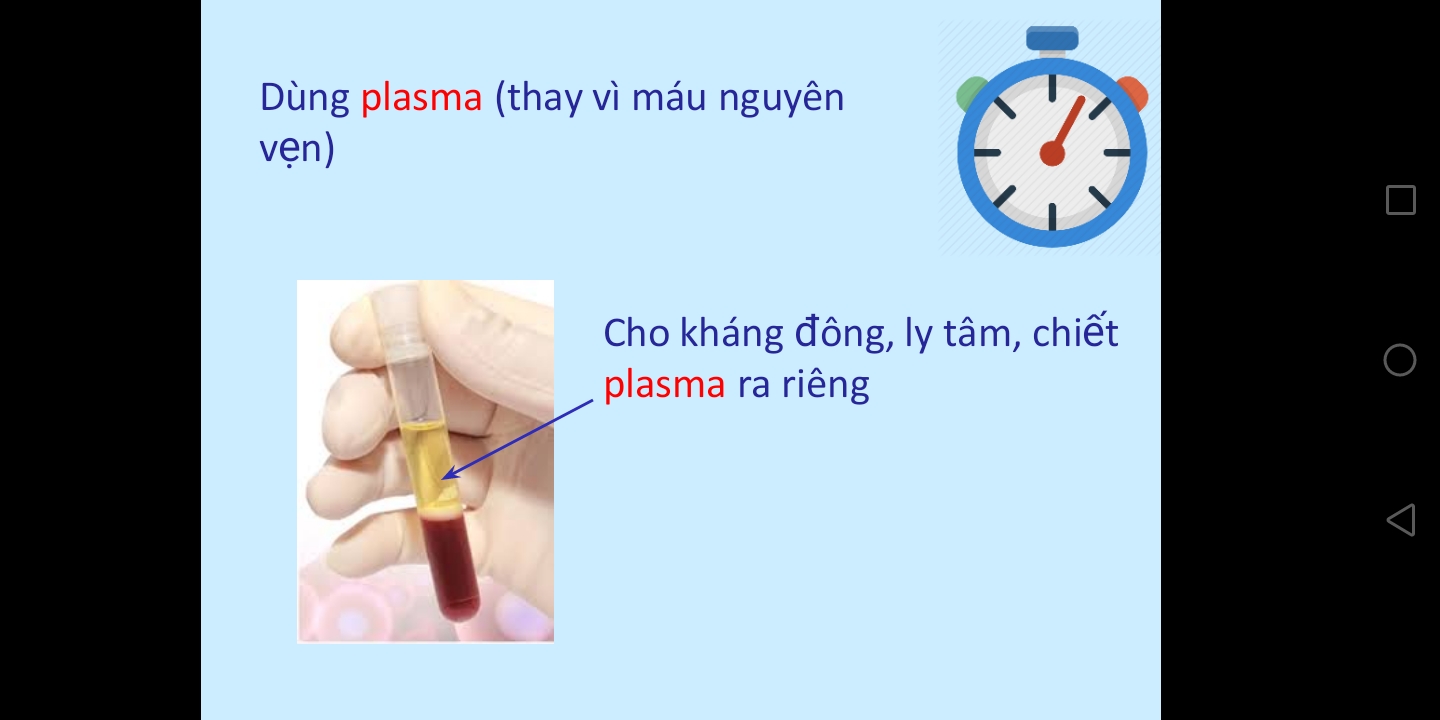 Dùng plasma (thay vì máu nguyên
vẹn)
Cho kháng đông, ly tâm, chiết
plasma ra riêng